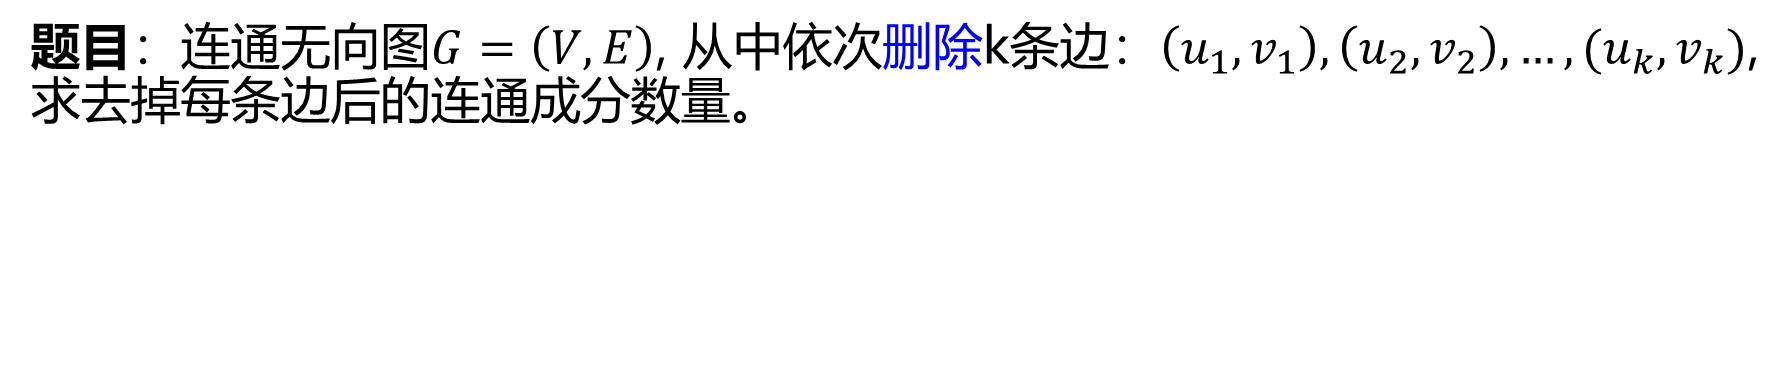 题目：连通无向图G = (V, E), 从中依次删除k条边：(u₁, v₁), (u₂, v₂), … , (uₖ, vₖ),
求去掉每条边后的连通成分数量。